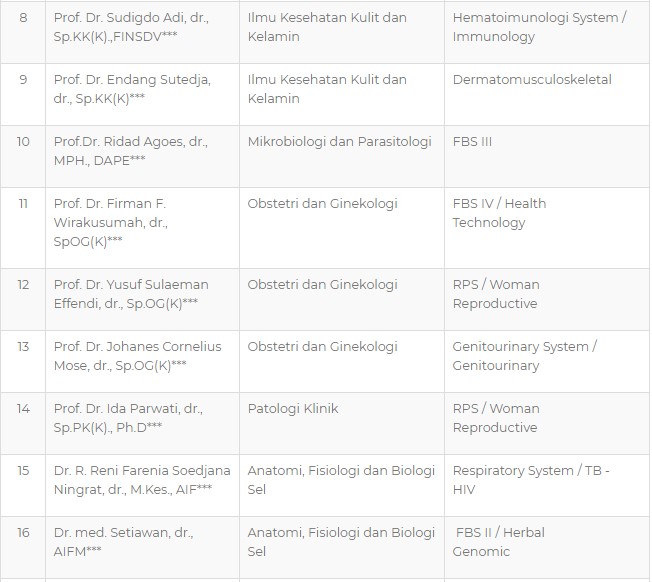 8
Prof. Dr. Sudigdo Adi, dr.,
Sp.KK(K).,FINSDV***
Ilmu Kesehatan Kulit dan
Kelamin
Hematoimunologi System /
Immunology
9
Prof. Dr. Endang Sutedja,
dr., Sp.KK(K)***
Ilmu Kesehatan Kulit dan
Kelamin
Dermatomusculoskeletal
10
Prof.Dr. Ridad Agoes, dr.,
MPH., DAPE***
Mikrobiologi dan Parasitologi
FBS III
11
Prof. Dr. Firman F.
Wirakusumah, dr.,
SpOG(K)***
Obstetri dan Ginekologi
FBS IV / Health
Technology
12
Prof. Dr. Yusuf Sulaeman
Effendi, dr., Sp.OG(K)***
Obstetri dan Ginekologi
RPS / Woman
Reproductive
13
Prof. Dr. Johanes Cornelius
Mose, dr., Sp.OG(K)***
Obstetri dan Ginekologi
Genitourinary System /
Genitourinary
14
Prof. Dr. Ida Parwati, dr.,
Sp.PK(K)., Ph.D***
Patologi Klinik
RPS / Woman
Reproductive
15
Dr. R. Reni Farenia Soedjana
Ningrat, dr., M.Kes., AIF***
Anatomi, Fisiologi dan Biologi
Sel
Respiratory System / TB -
HIV
16
Dr. med. Setiawan, dr.,
AIFM***
Anatomi, Fisiologi dan Biologi
Sel
FBS II / Herbal
Genomic